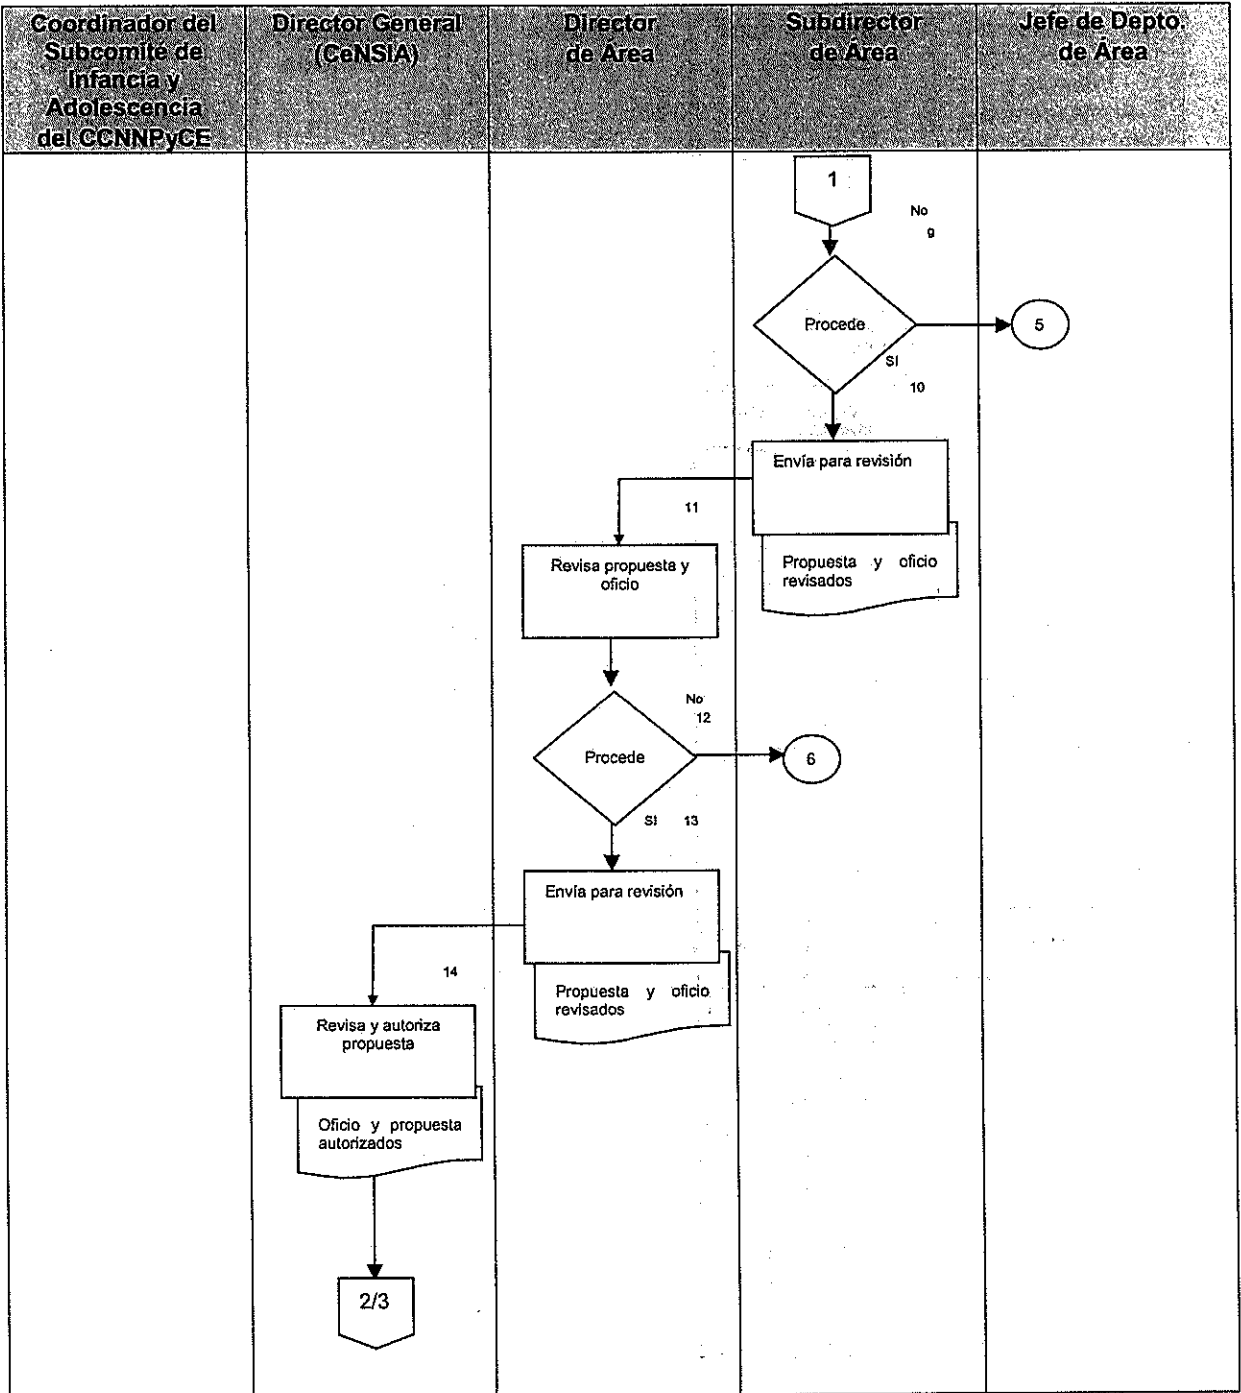 Coordinador del
Subcomité de
Infancia y
Adolescencia
del CCNNPyCE
Director General
(CeNSIA)
Director
de Área
Subdirector
de Área
Jefe de Depto.
de Área
1
No
9
Procede
5
SI
10
Envía para revisión
Propuesta y oficio
revisados
11
Revisa propuesta y
oficio
No
12
Procede
6
SI 13
Envía para revisión
Propuesta y oficio
revisados
14
Revisa y autoriza
propuesta
Oficio y propuesta
autorizados
2/3